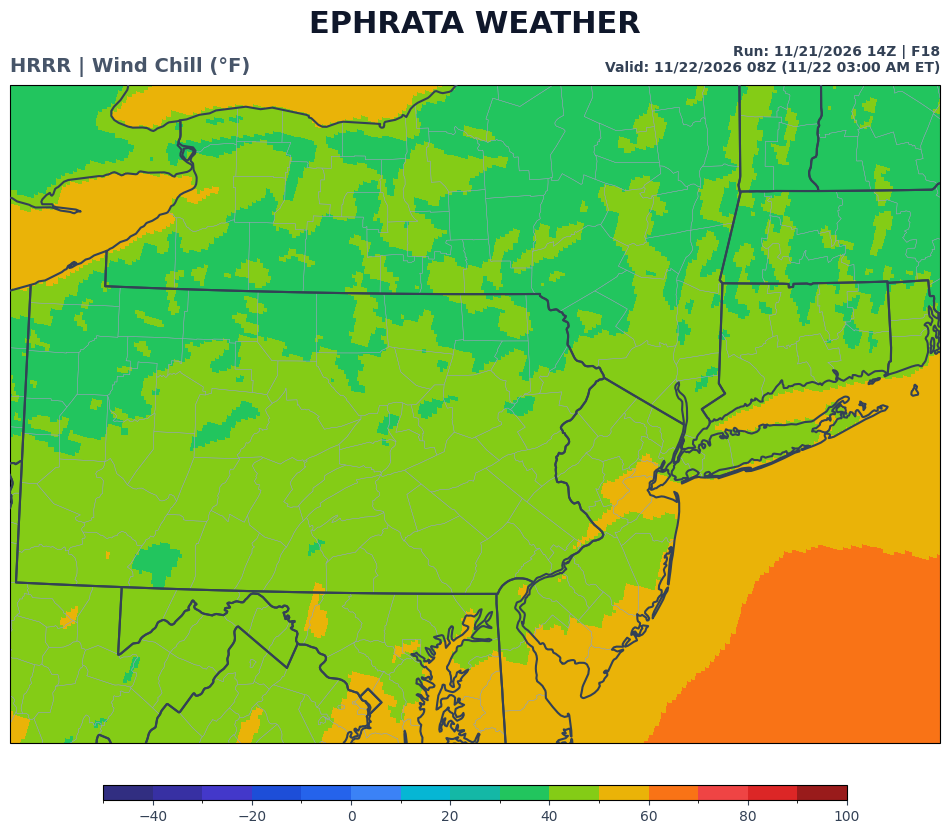 EPHRATA WEATHER
HRRR | Wind Chill (°F)
Run: 11/21/2026 14Z | F18
Valid: 11/22/2026 08Z (11/22 03:00 AM ET)
−40 −20 0 20 40 60 80 100